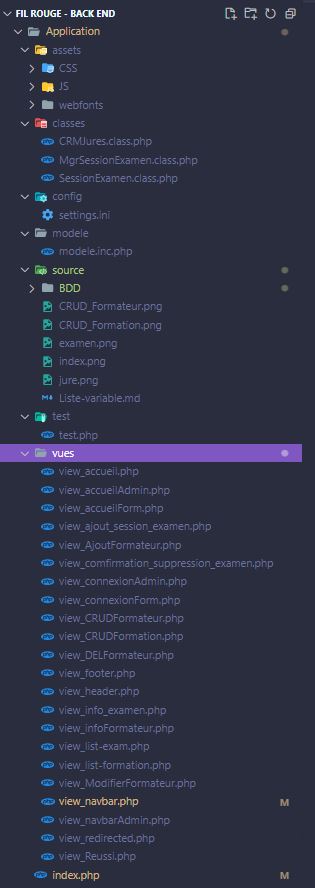 FIL ROUGE - BACK END
Application
assets
CSS
JS
webfonts
classes
CRMJures.class.php
MgrSessionExamen.class.php
SessionExamen.class.php
config
settings.ini
modele
modele.inc.php
source
BDD
CRUD_Formateur.png
CRUD_Formation.png
examen.png
index.png
jure.png
Liste-variable.md
test
test.php
vues
view_accueil.php
view_accueilAdmin.php
view_accueilForm.php
view_ajout_session_examen.php
view_AjoutFormateur.php
view_comfirmation_suppression_examen.php
view_connexionAdmin.php
view_connexionForm.php
view_CRUDFormateur.php
view_CRUDFormation.php
view_DELFormateur.php
view_footer.php
view_header.php
view_info_examen.php
view_infoFormateur.php
view_list-exam.php
view_list-formation.php
view_ModifierFormateur.php
view_navbar.php M
view_navbarAdmin.php
view_redirected.php
view_Reussi.php
index.php M